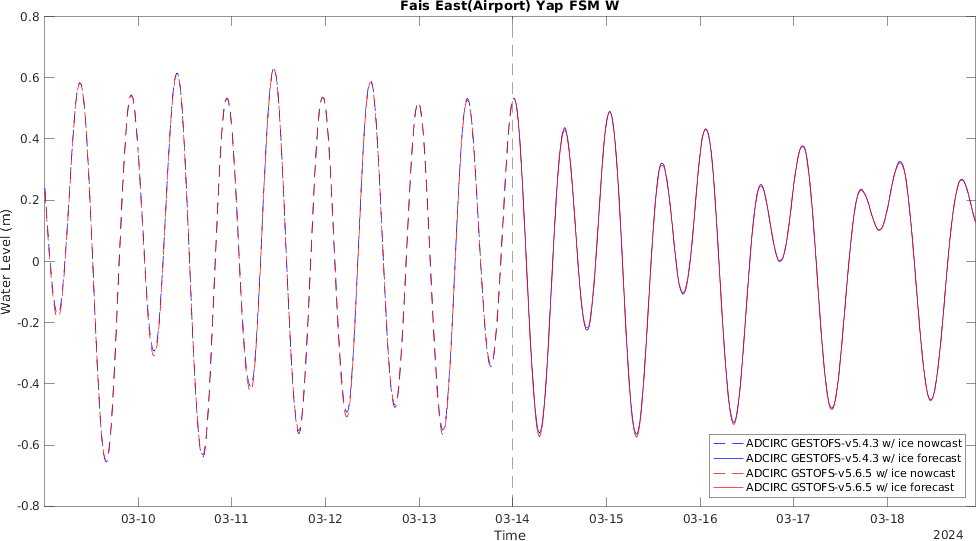 Fais East(Airport) Yap FSM W
0.8
0.6
0.4
0.2
0
-0.2
-0.4
-0.6
-0.8
Water Level (m)
ADCIRC GESTOFS-v5.4.3 w/ ice nowcast
ADCIRC GESTOFS-v5.4.3 w/ ice forecast
ADCIRC GSTOFS-v5.6.5 w/ ice nowcast
ADCIRC GSTOFS-v5.6.5 w/ ice forecast
03-10 03-11 03-12 03-13 03-14 03-15 03-16 03-17 03-18
Time
2024